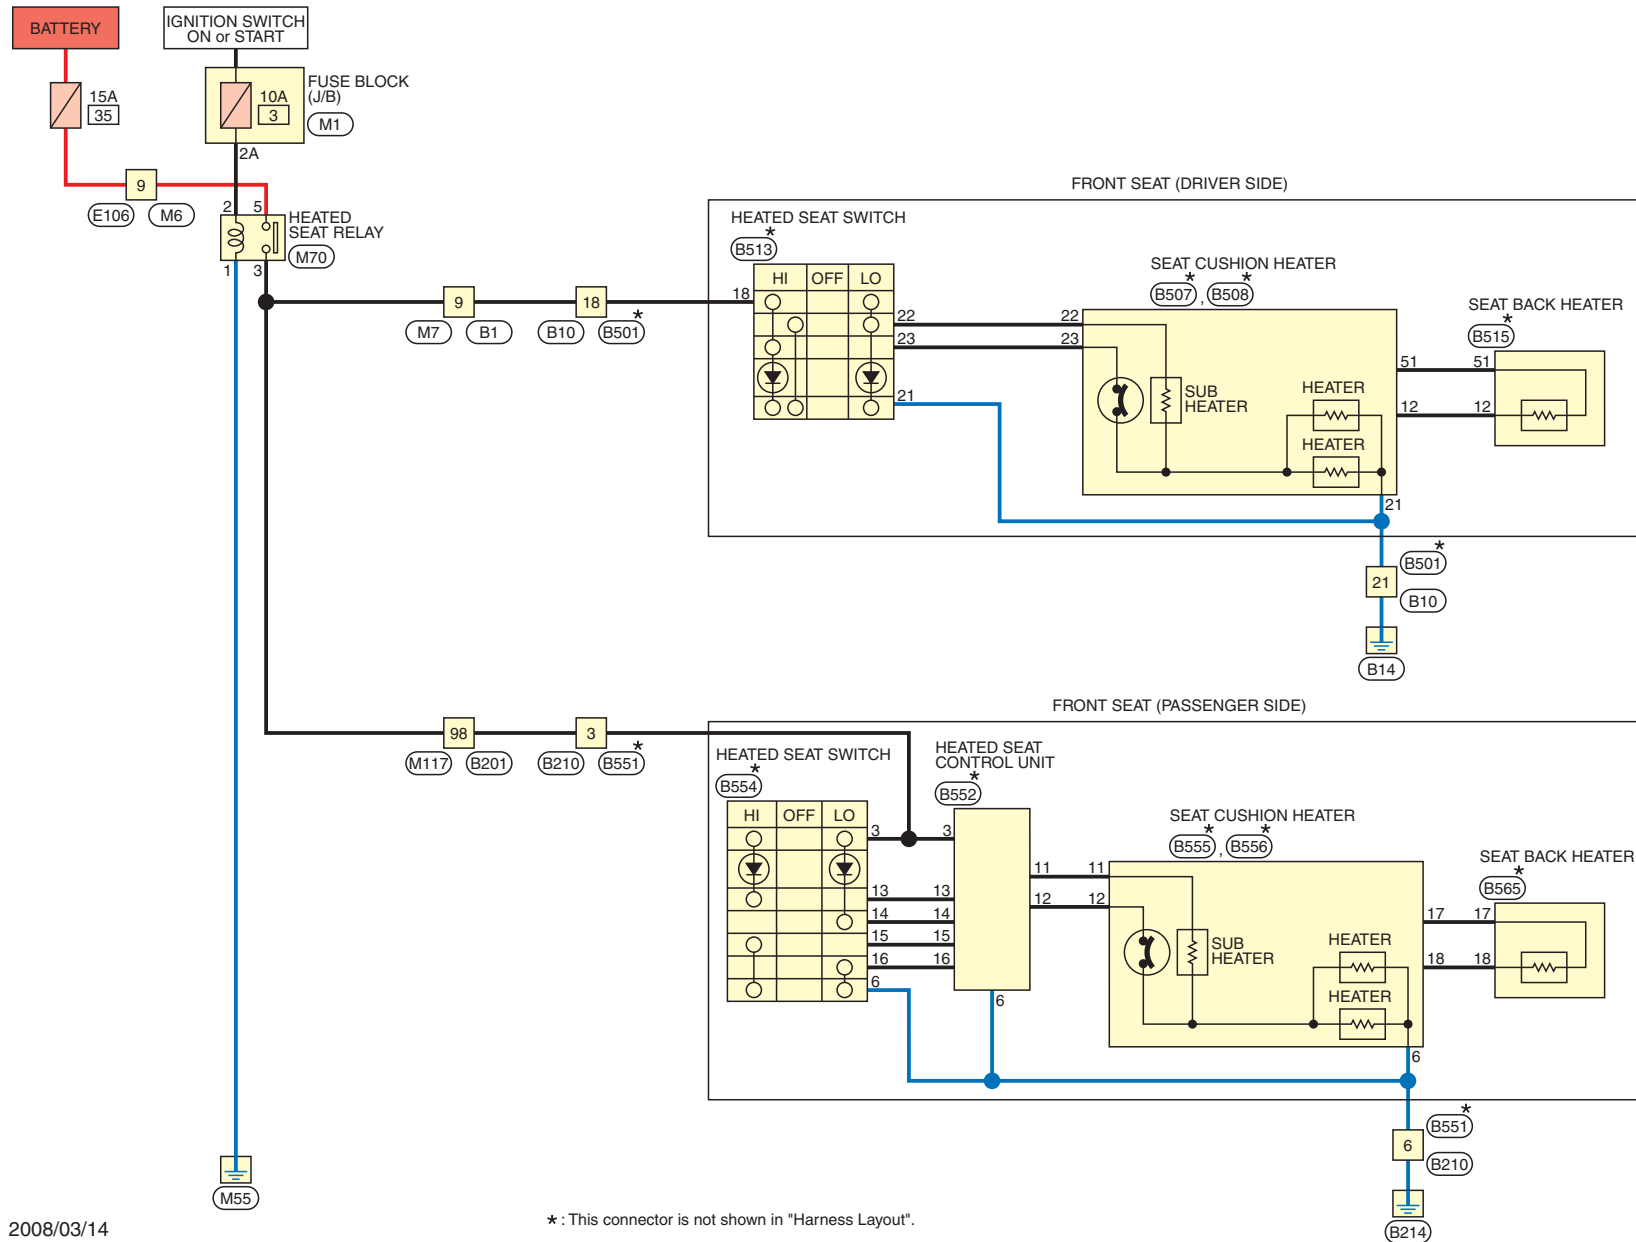 BATTERY
IGNITION SWITCH
ON or START
15A
35
10A
3
FUSE BLOCK
(J/B)
M1
2A
9
E106
M6
2
5
HEATED
SEAT RELAY
M70
1
3
9
M7
B1
18
B10
B501
*
FRONT SEAT (DRIVER SIDE)
HEATED SEAT SWITCH
*
B513
HI
OFF
LO
18
22
23
21
SEAT CUSHION HEATER
*
*
B507 , B508
22
23
SUB
HEATER
HEATER
HEATER
51
12
21
SEAT BACK HEATER
*
B515
51
12
*
B501
21
B10
B14
98
M117
B201
3
B210
B551
*
FRONT SEAT (PASSENGER SIDE)
HEATED SEAT SWITCH
*
B554
HI
OFF
LO
3
13
14
15
16
6
HEATED SEAT
CONTROL UNIT
*
B552
3
13
14
15
16
6
11
12
SEAT CUSHION HEATER
*
*
B555 , B556
11
12
SUB
HEATER
HEATER
HEATER
17
18
6
SEAT BACK HEATER
*
B565
17
18
*
B551
6
B210
B214
M55
2008/03/14
* : This connector is not shown in "Harness Layout".